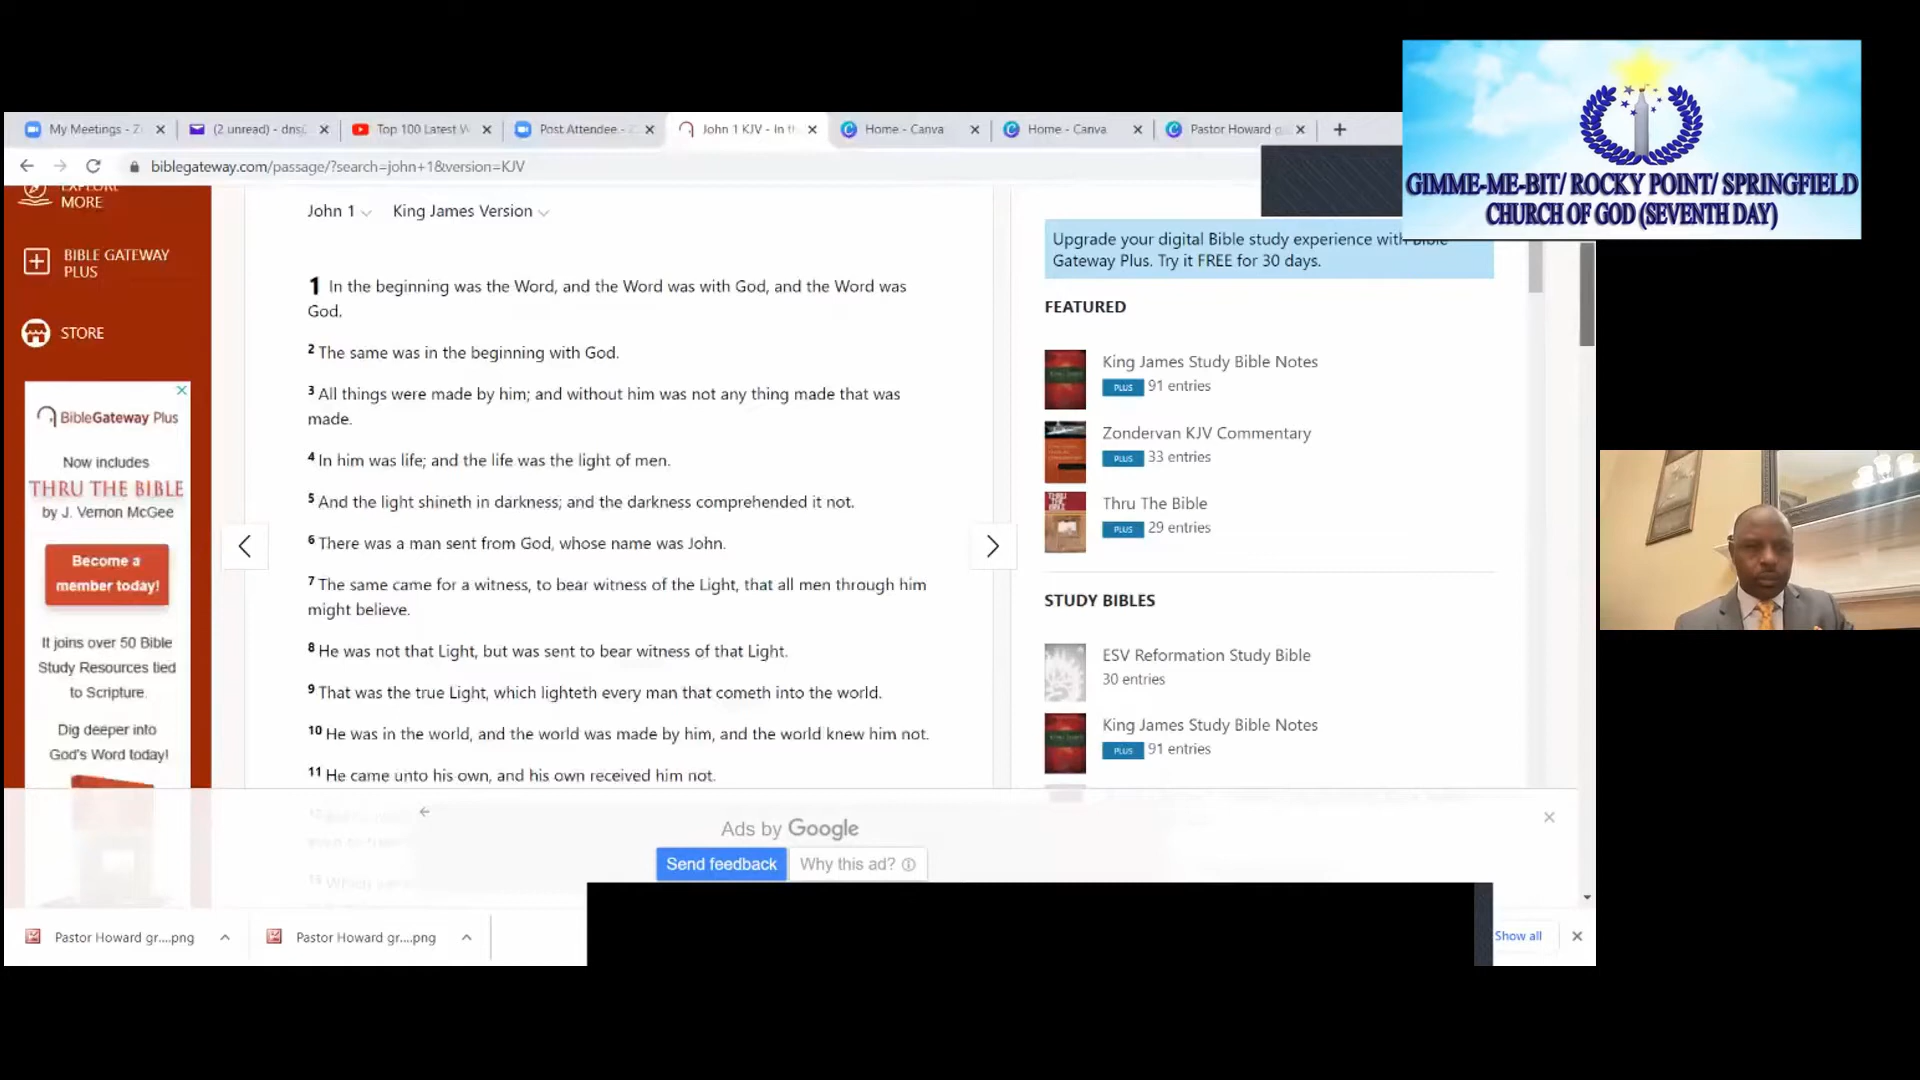 GIMME-ME-BIT/ ROCKY POINT/ SPRINGFIELD
CHURCH OF GOD (SEVENTH DAY)
My Meetings - Z
(2 unread) - dns
Top 100 Latest
Post Attendee -
John 1 KJV - In
Home - Canva
Home - Canva
Pastor Howard
biblegateway.com/passage/?search=john+1&version=KJV
EXPLORE
MORE
BIBLE GATEWAY
PLUS
STORE
BibleGateway Plus
Now includes
THRU THE BIBLE
by J. Vernon McGee
Become a
member today!
It joins over 50 Bible
Study Resources tied
to Scripture.
Dig deeper into
God's Word today!
John 1 King James Version
1 In the beginning was the Word, and the Word was with God, and the Word was
God.
2 The same was in the beginning with God.
3 All things were made by him; and without him was not any thing made that was
made.
4 In him was life; and the life was the light of men.
5 And the light shineth in darkness; and the darkness comprehended it not.
6 There was a man sent from God, whose name was John.
7 The same came for a witness, to bear witness of the Light, that all men through him
might believe.
8 He was not that Light, but was sent to bear witness of that Light.
9 That was the true Light, which lighteth every man that cometh into the world.
10 He was in the world, and the world was made by him, and the world knew him not.
11 He came unto his own, and his own received him not.
Upgrade your digital Bible study experience with Bible
Gateway Plus. Try it FREE for 30 days.
FEATURED
King James Study Bible Notes
PLUS 91 entries
Zondervan KJV Commentary
PLUS 33 entries
Thru The Bible
PLUS 29 entries
STUDY BIBLES
ESV Reformation Study Bible
30 entries
King James Study Bible Notes
PLUS 91 entries
Ads by Google
Send feedback
Why this ad?
Pastor Howard gr....png
Pastor Howard gr....png
Show all